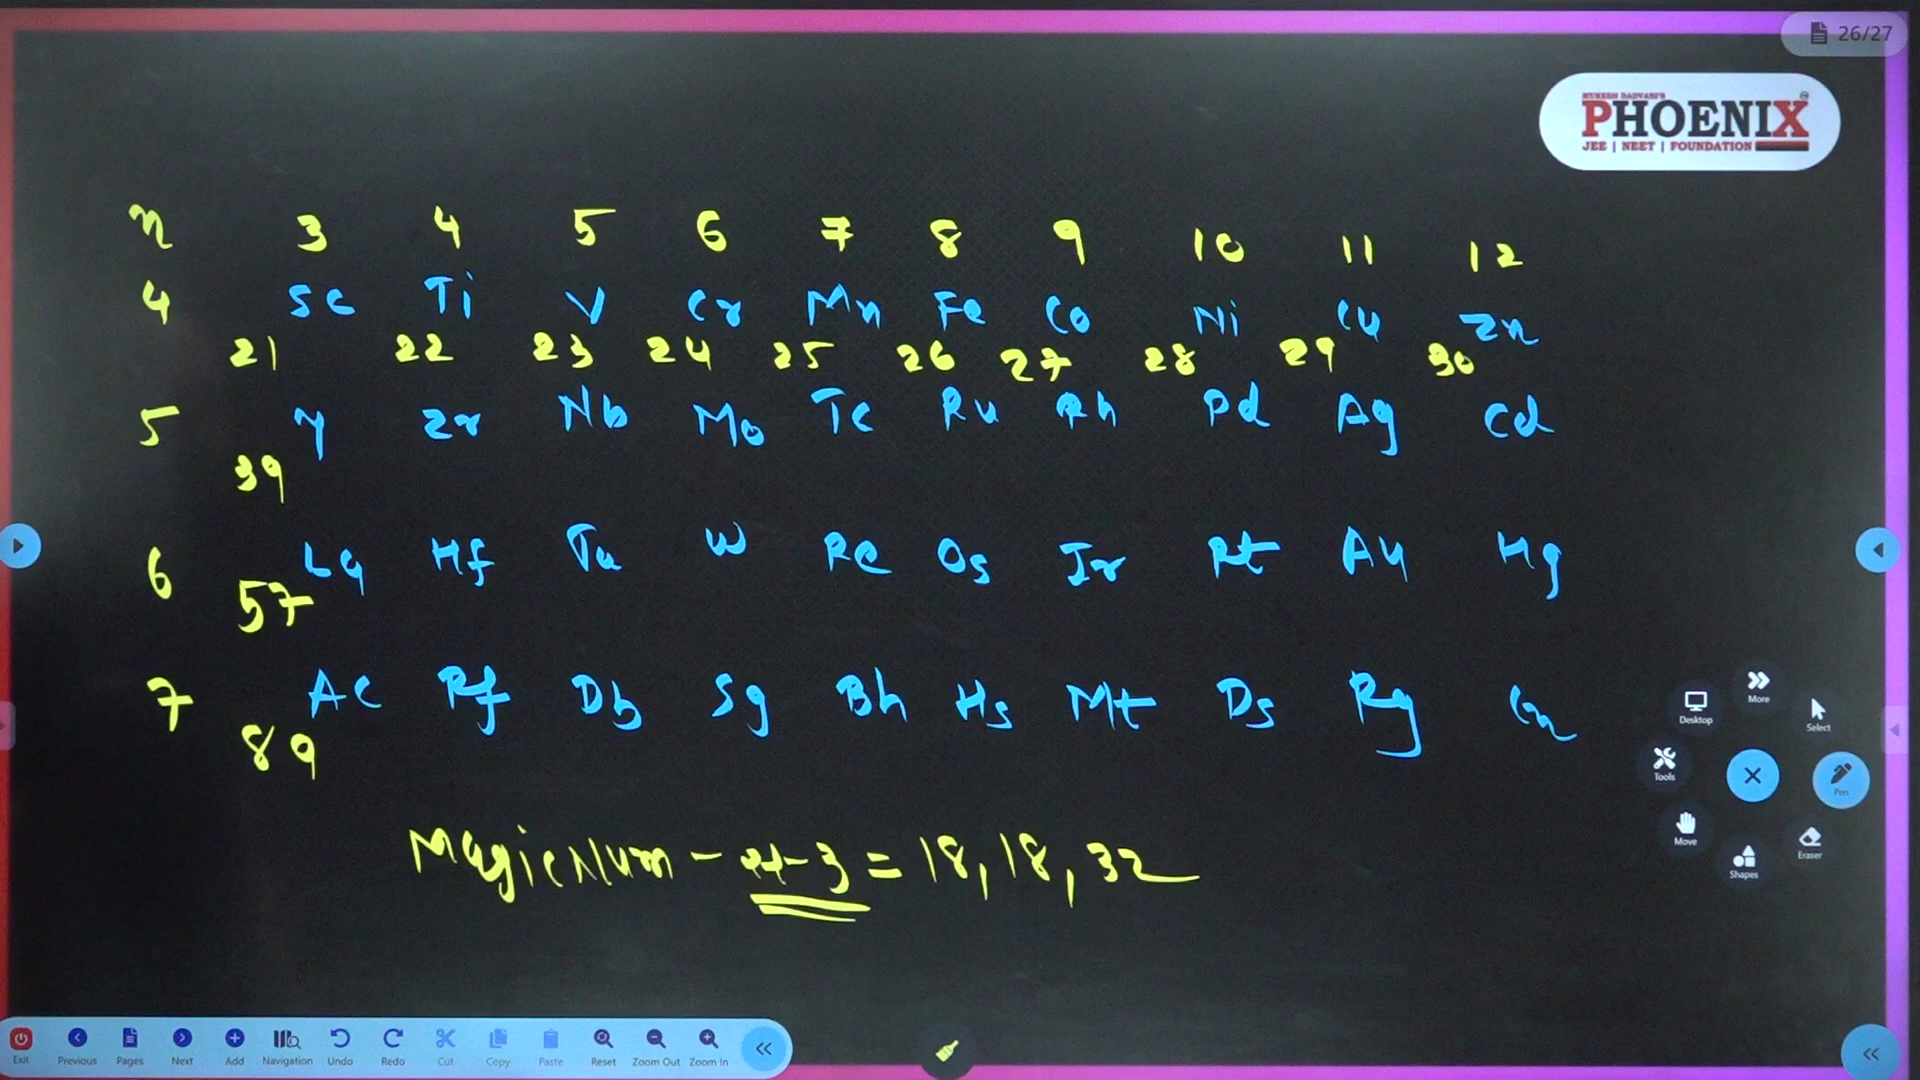 26/27
MUKESH DADVANI'S
PHOENIX
JEE | NEET | FOUNDATION
n 3 4 5 6 7 8 9 10 11 12
4 Sc Ti V Cr Mn Fe Co Ni Cu Zn
21 22 23 24 25 26 27 28 29 30
5 Y Zr Nb Mo Tc Ru Rh Pd Ag Cd
39
6 La Hf Ta W Re Os Ir Pt Au Hg
57
7 Ac Rf Db Sg Bh Hs Mt Ds Rg Cn
89
Magic Num - = 18, 18, 32
More
Desktop
Select
Tools
Pen
Move
Eraser
Shapes
Exit Previous Pages Next Add Navigation Undo Redo Cut Copy Paste Reset Zoom Out Zoom In